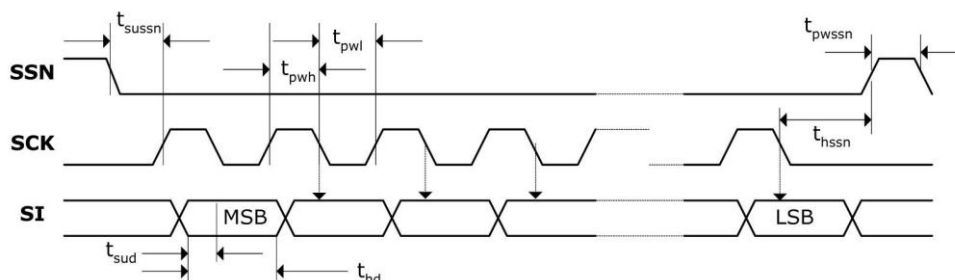 t_sussn
t_pwl
t_pwssn
SSN
t_pwh
SCK
t_hssn
SI
MSB
LSB
t_sud
t_hd